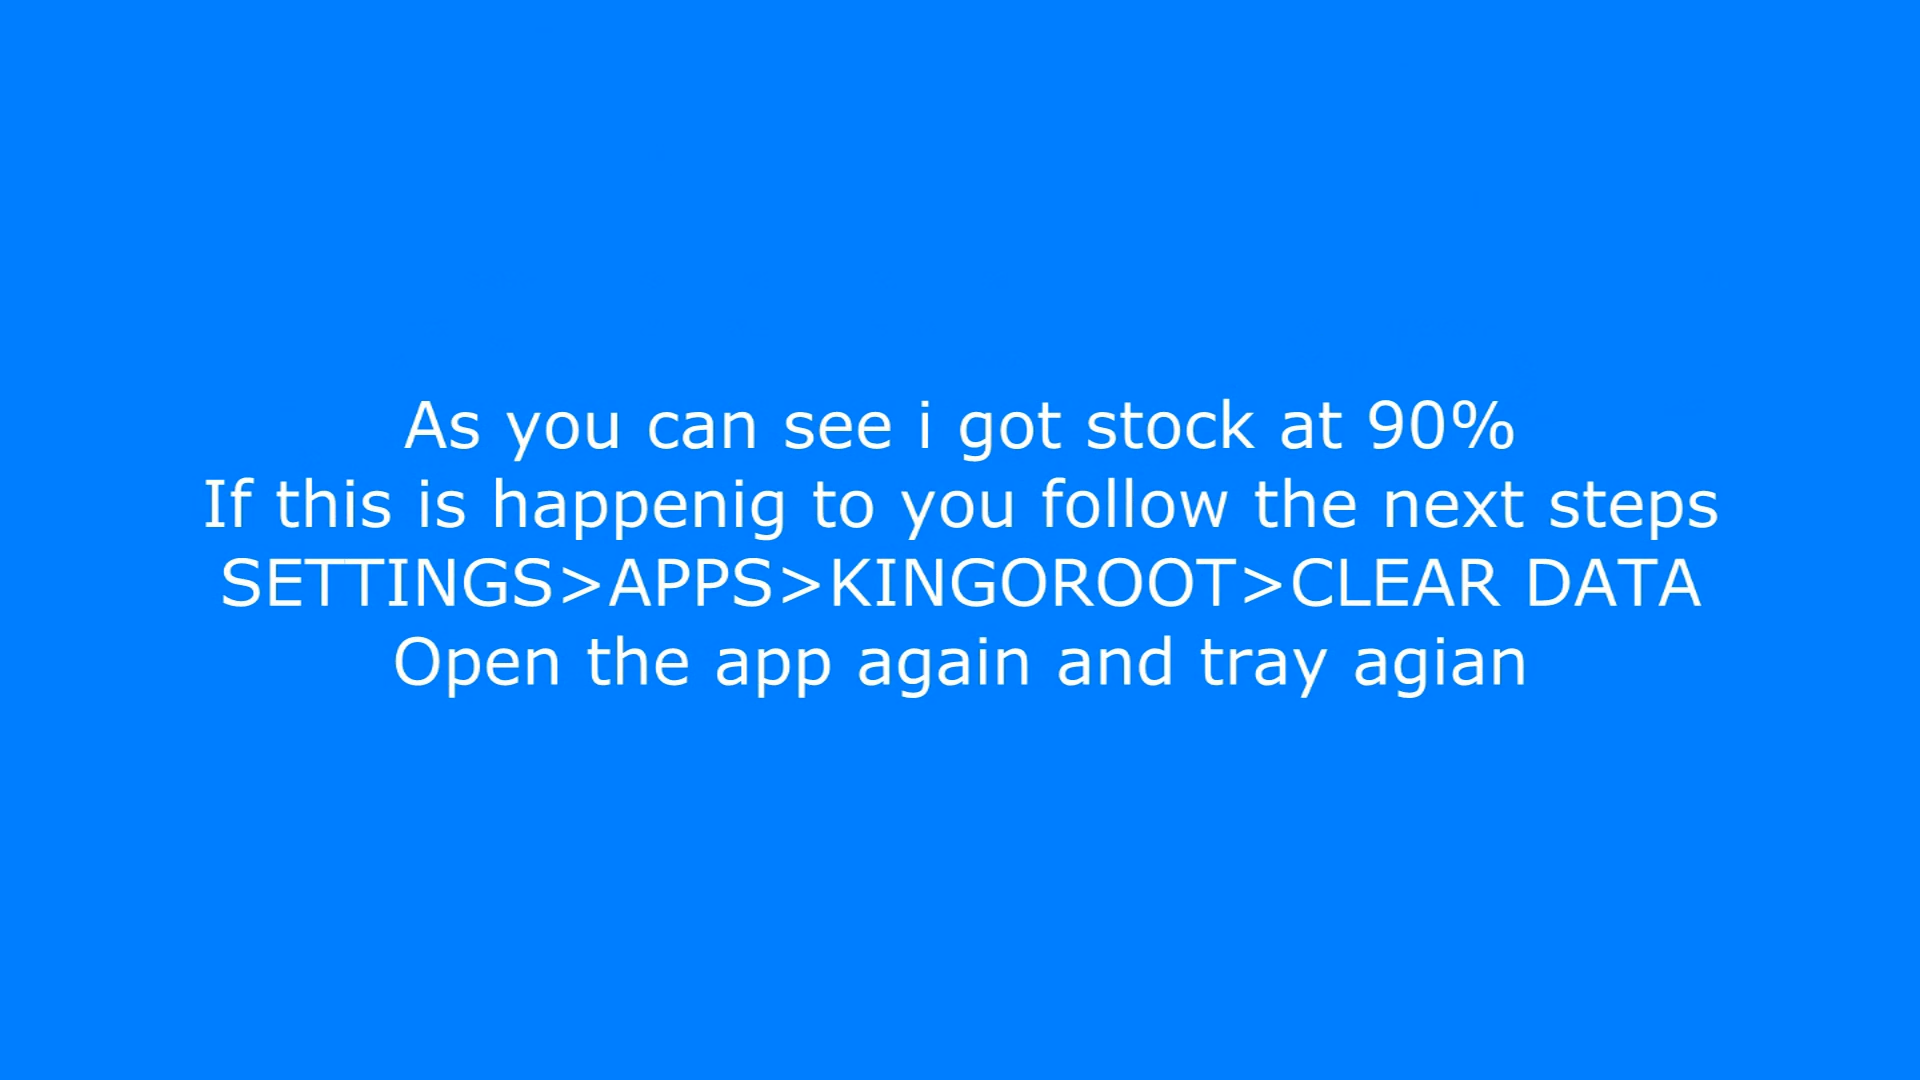 As you can see i got stock at 90%
If this is happenig to you follow the next steps
SETTINGS>APPS>KINGOROOT>CLEAR DATA
Open the app again and tray agian